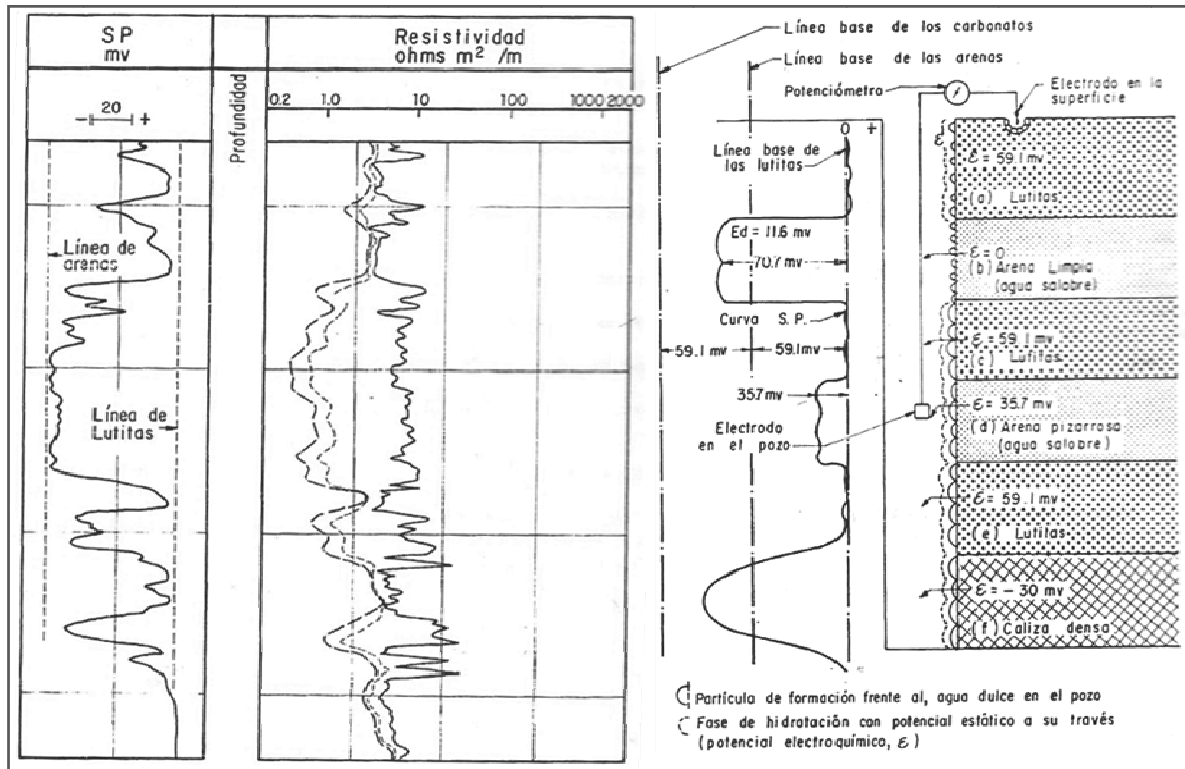 SP
mv
20
- +
Profundidad
Resistividad
ohms m² /m
0.2 1.0 10 100 1000 2000
Línea de
arenas
Línea de
Lutitas
Línea base de los carbonatos
Línea base de las arenas
Potenciómetro
Electrodo en la
superficie
0 +
Línea base de
las lutitas
Ed = 11.6 mv
70.7 mv
Curva S. P.
59.1 mv 59.1 mv
357 mv
Electrodo
en el pozo
ε
ε = 59.1 mv
(a) Lutitas
ε = 0
(b) Arena Limpia
(agua salobre)
ε = 59.1 mv
(c) Lutitas
ε = 35.7 mv
(d) Arena pizarrosa
(agua salobre)
ε = 59.1 mv
(e) Lutitas
ε = - 30 mv
(f) Caliza densa
Partícula de formación frente al, agua dulce en el pozo
Fase de hidratación con potencial estático a su través
(potencial electroquímico, ε)